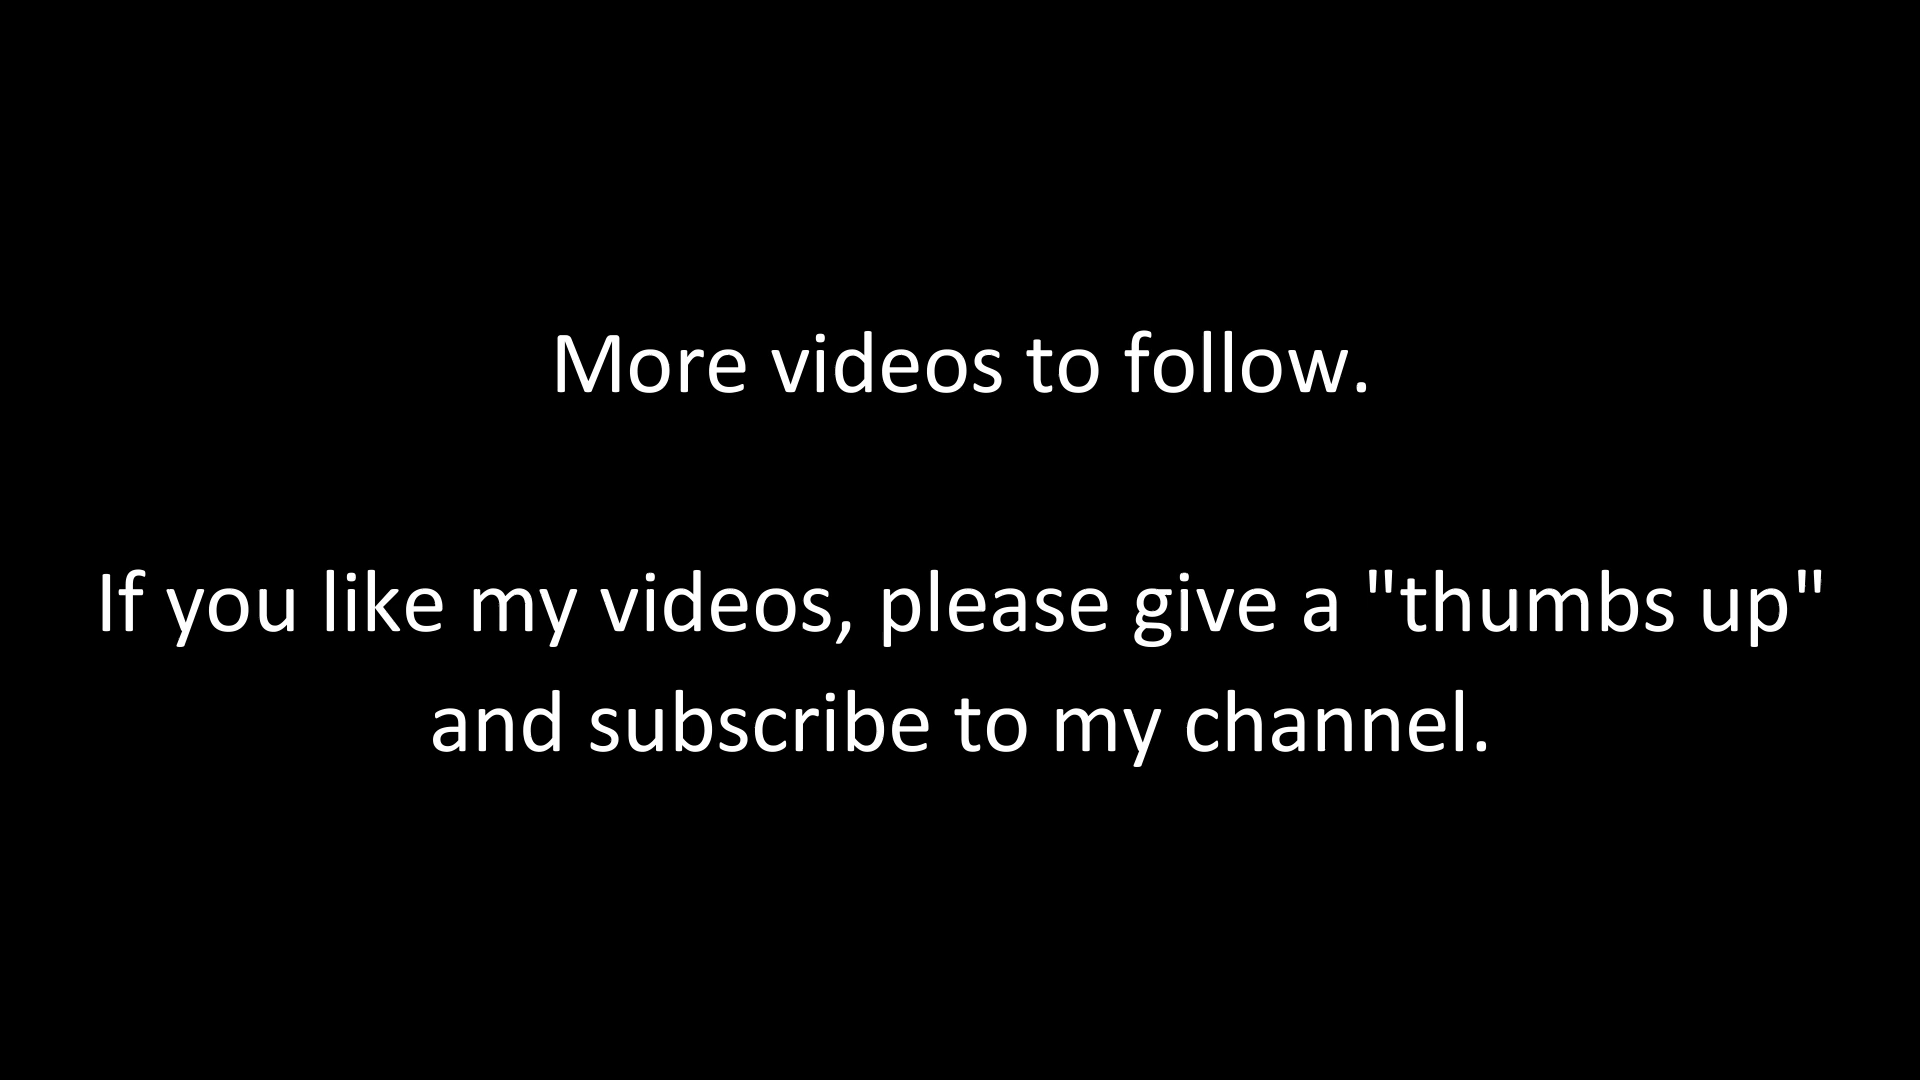 More videos to follow.
If you like my videos, please give a "thumbs up"
and subscribe to my channel.